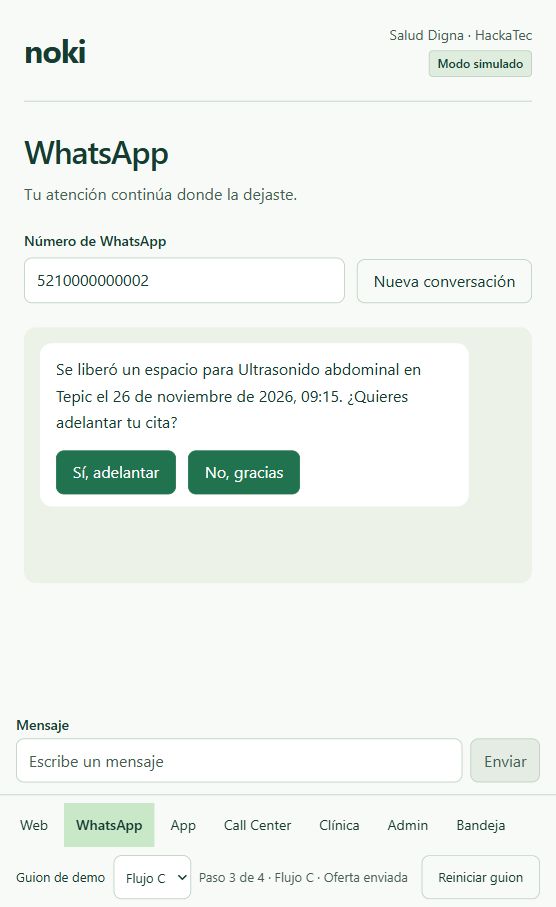 noki
Salud Digna · HackaTec
Modo simulado
WhatsApp
Tu atención continúa donde la dejaste.
Número de WhatsApp
5210000000002
Nueva conversación
Se liberó un espacio para Ultrasonido abdominal en
Tepic el 26 de noviembre de 2026, 09:15. ¿Quieres
adelantar tu cita?
Sí, adelantar
No, gracias
Mensaje
Escribe un mensaje
Enviar
Web
WhatsApp
App
Call Center
Clínica
Admin
Bandeja
Guion de demo
Flujo C
Paso 3 de 4 · Flujo C · Oferta enviada
Reiniciar guion